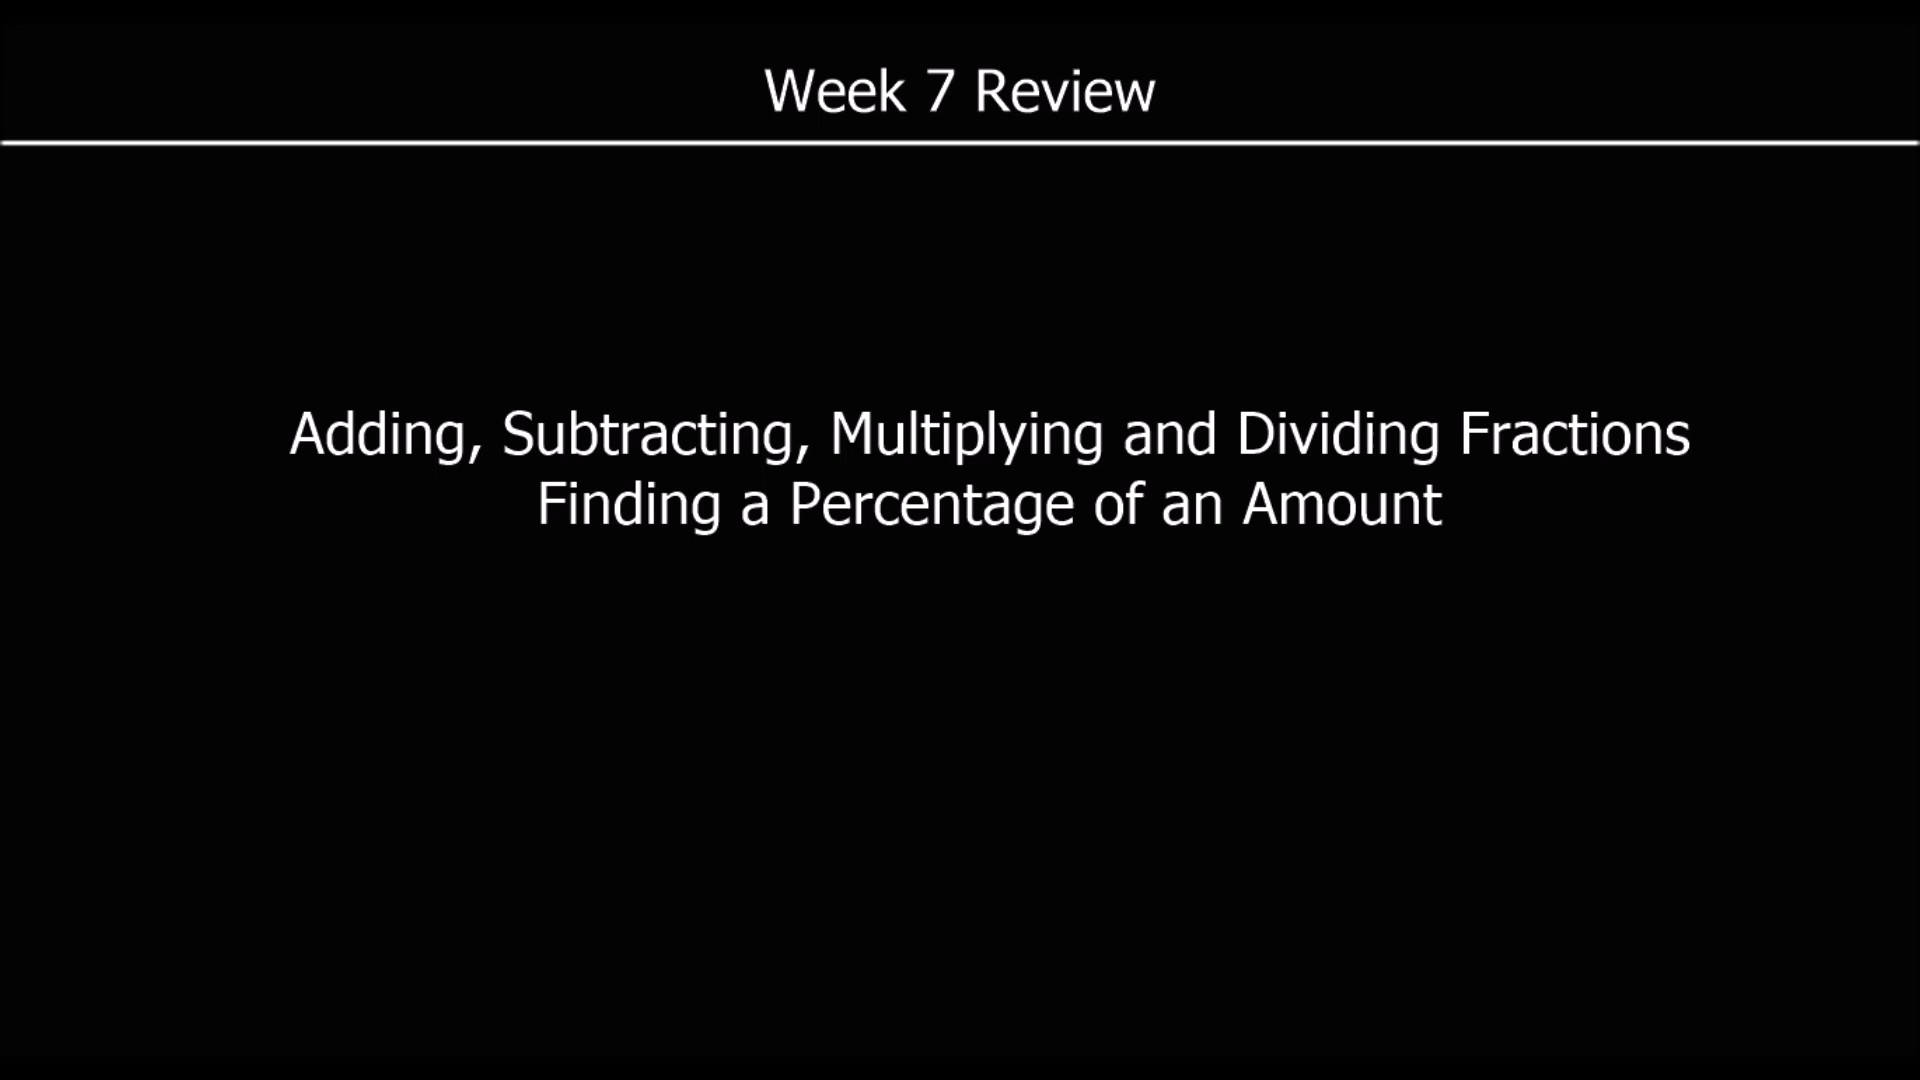 Week 7 Review
Adding, Subtracting, Multiplying and Dividing Fractions
Finding a Percentage of an Amount